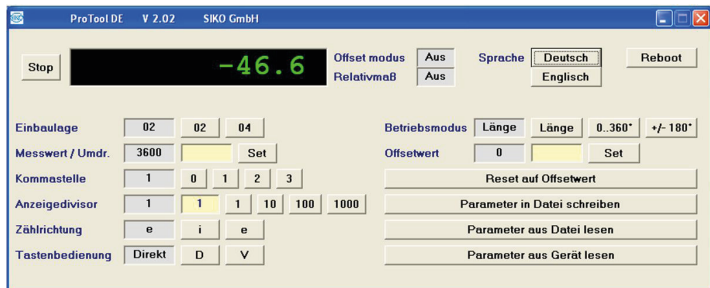 ProTool DE V 2.02 SIKO GmbH
Stop
-46.6
Offset modus Aus
Relativmaß Aus
Sprache Deutsch
Englisch
Reboot
Einbaulage 02 02 04
Betriebsmodus Länge Länge 0..360° +/- 180°
Messwert / Umdr. 3600 Set
Offsetwert 0 Set
Kommastelle 1 0 1 2 3
Reset auf Offsetwert
Anzeigedivisor 1 1 1 10 100 1000
Parameter in Datei schreiben
Zählrichtung e i e
Parameter aus Datei lesen
Tastenbedienung Direkt D V
Parameter aus Gerät lesen